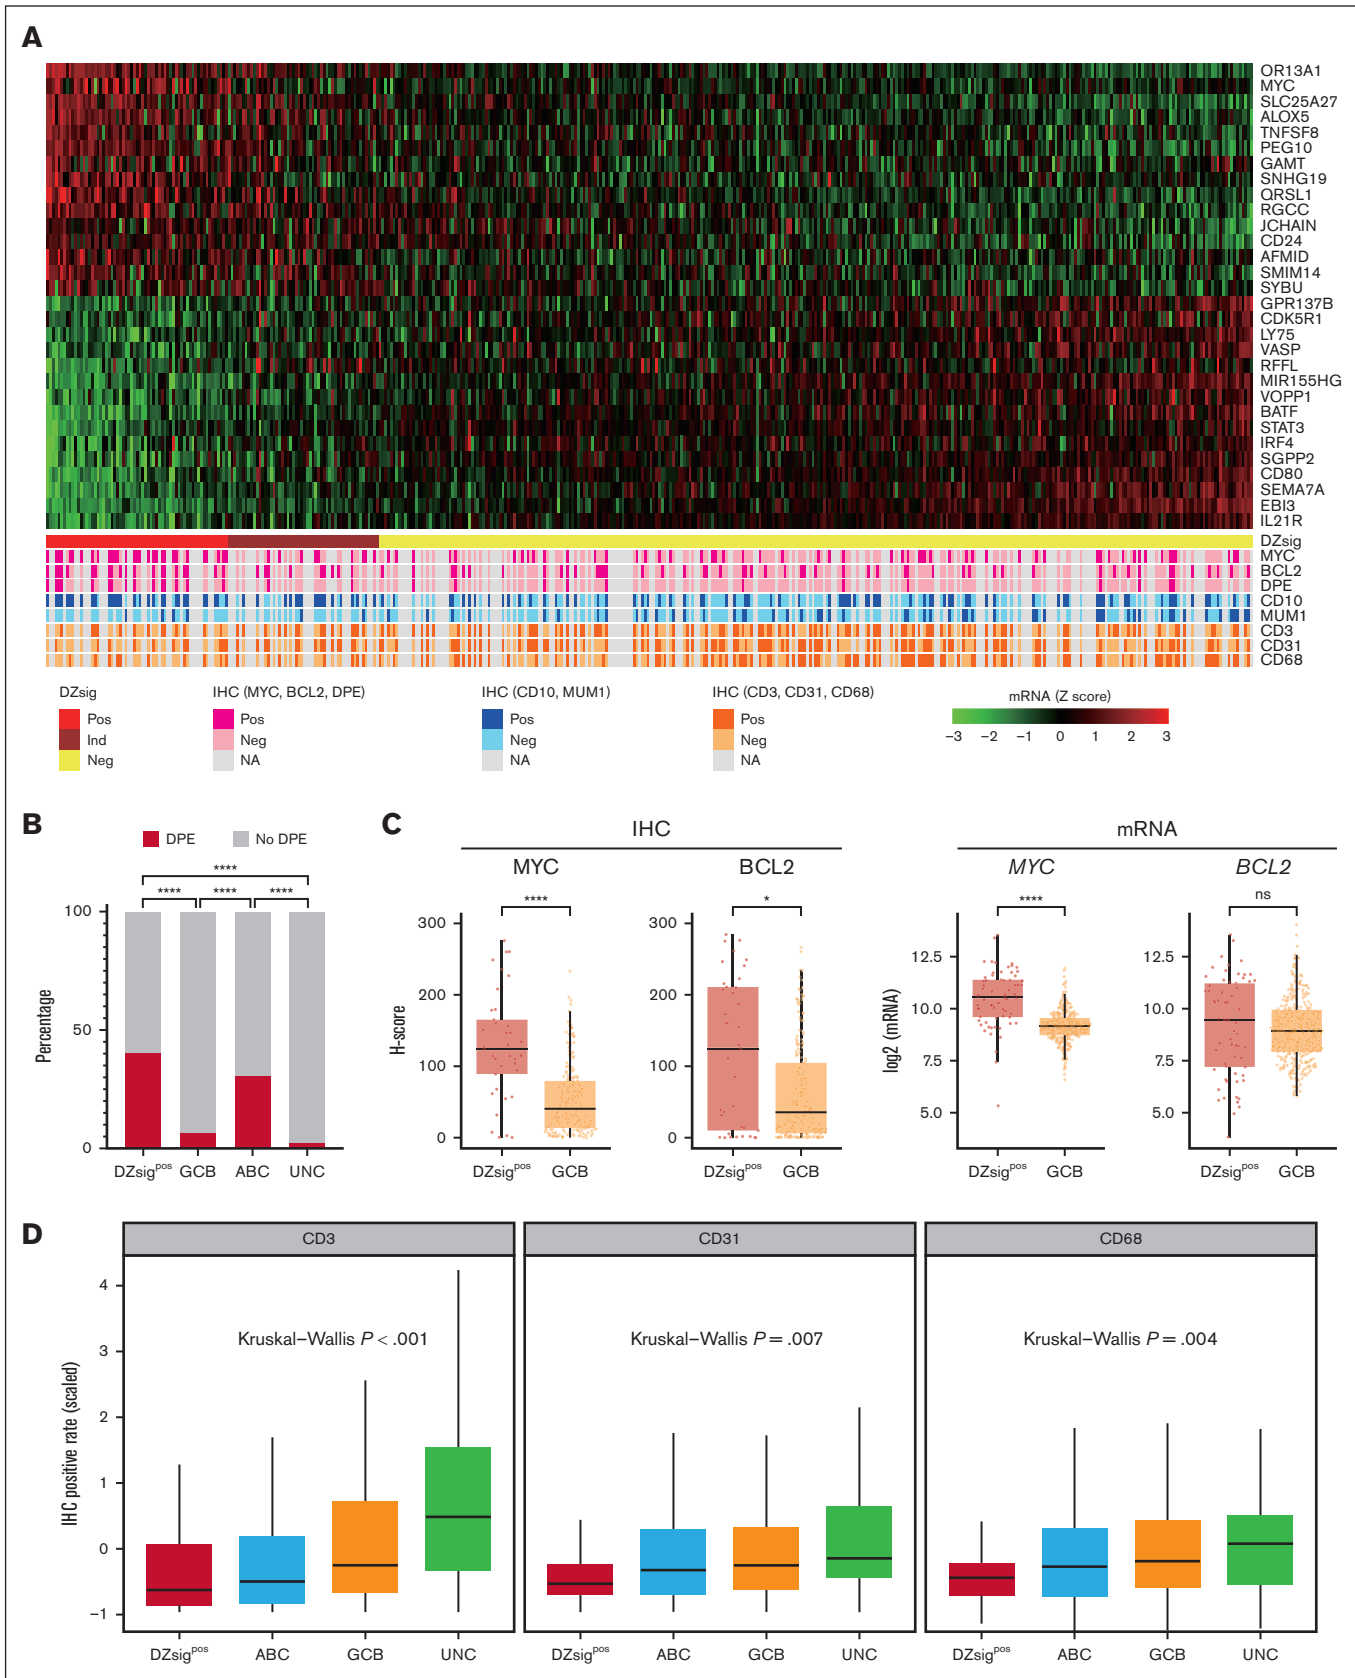 A
OR13A1
MYC
SLC25A27
ALOX5
TNFSF8
PEG10
GAMT
SNHG19
QRSL1
RGCC
JCHAIN
CD24
AFMID
SMIM14
SYBU
GPR137B
CDK5R1
LY75
VASP
RFFL
MIR155HG
VOPP1
BATF
STAT3
IRF4
SGPP2
CD80
SEMA7A
EBI3
IL21R
DZsig
MYC
BCL2
DPE
CD10
MUM1
CD3
CD31
CD68
DZsig
Pos
Ind
Neg
IHC (MYC, BCL2, DPE)
Pos
Neg
NA
IHC (CD10, MUM1)
Pos
Neg
NA
IHC (CD3, CD31, CD68)
Pos
Neg
NA
mRNA (Z score)
−3 −2 −1 0 1 2 3
B
DPE No DPE
****
**** **** ****
Percentage
100
50
0
DZsigpos GCB ABC UNC
C
IHC
MYC BCL2
H-score
****
300
200
100
0
DZsigpos GCB
*
300
200
100
0
DZsigpos GCB
mRNA
MYC BCL2
log2 (mRNA)
****
12.5
10.0
7.5
5.0
DZsigpos GCB
ns
12.5
10.0
7.5
5.0
DZsigpos GCB
D
CD3 CD31 CD68
IHC positive rate (scaled)
4
3
2
1
0
−1
Kruskal–Wallis P < .001
Kruskal–Wallis P = .007
Kruskal–Wallis P = .004
DZsigpos ABC GCB UNC
DZsigpos ABC GCB UNC
DZsigpos ABC GCB UNC